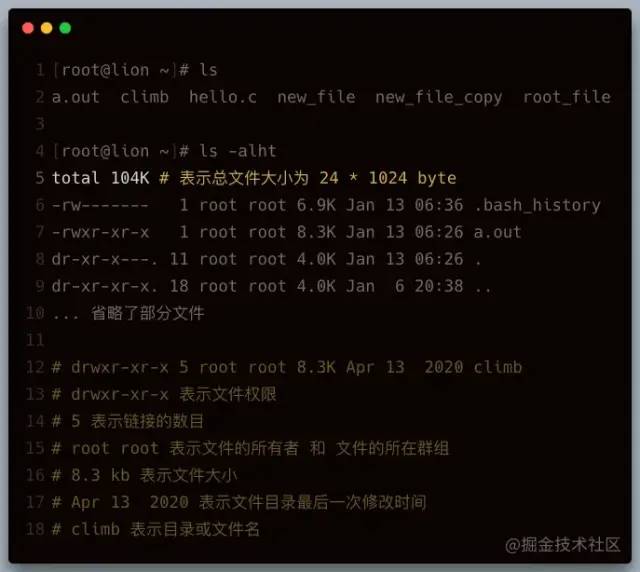 1 [root@lion ~]# ls
2 a.out  climb  hello.c  new_file  new_file_copy  root_file
3
4 [root@lion ~]# ls -alht
5 total 104K # 表示总文件大小为 24 * 1024 byte
6 -rw-------   1 root root 6.9K Jan 13 06:36 .bash_history
7 -rwxr-xr-x   1 root root 8.3K Jan 13 06:26 a.out
8 dr-xr-x---. 11 root root 4.0K Jan 13 06:26 .
9 dr-xr-xr-x. 18 root root 4.0K Jan  6 20:38 ..
10 ... 省略了部分文件
11
12 # drwxr-xr-x 5 root root 8.3K Apr 13  2020 climb
13 # drwxr-xr-x 表示文件权限
14 # 5 表示链接的数目
15 # root root 表示文件的所有者 和 文件的所在群组
16 # 8.3 kb 表示文件大小
17 # Apr 13  2020 表示文件目录最后一次修改时间
18 # climb 表示目录或文件名
@掘金技术社区